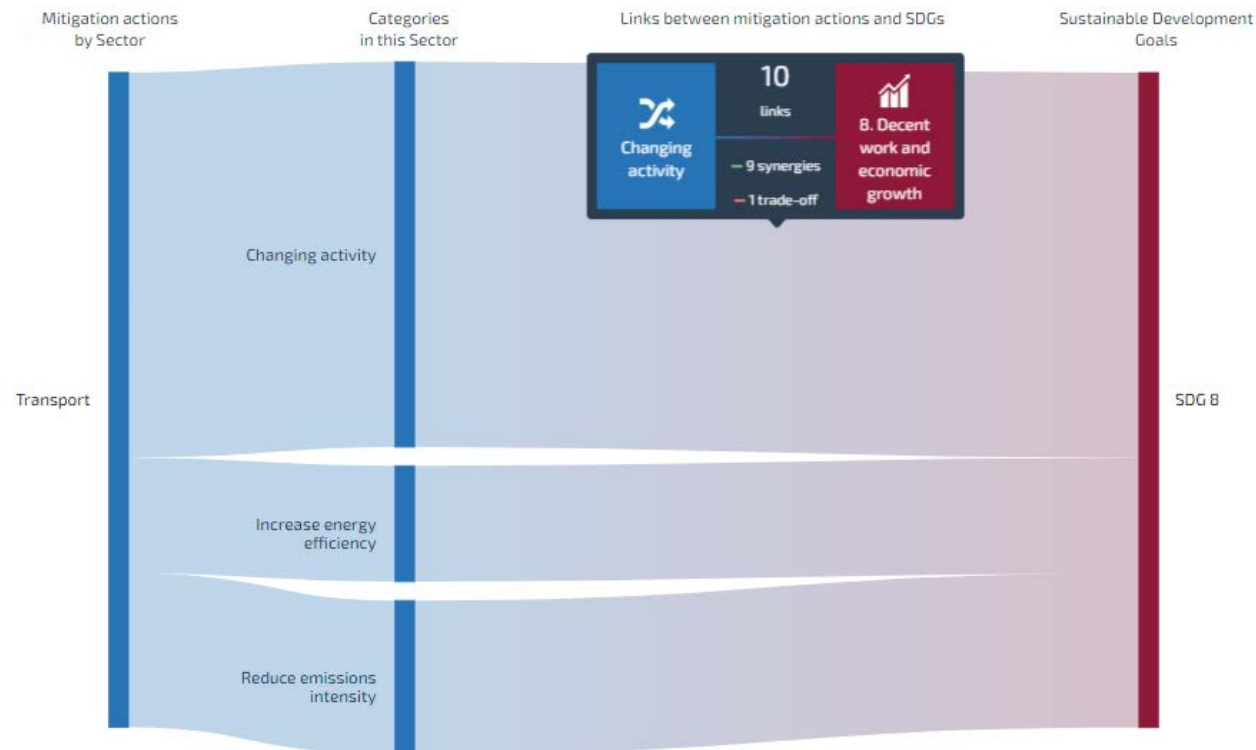 Mitigation actions
by Sector
Categories
in this Sector
Links between mitigation actions and SDGs
Sustainable Development
Goals
Changing
activity
10
links
9 synergies
1 trade-off
8. Decent
work and
economic
growth
Changing activity
Transport
SDG 8
Increase energy
efficiency
Reduce emissions
intensity